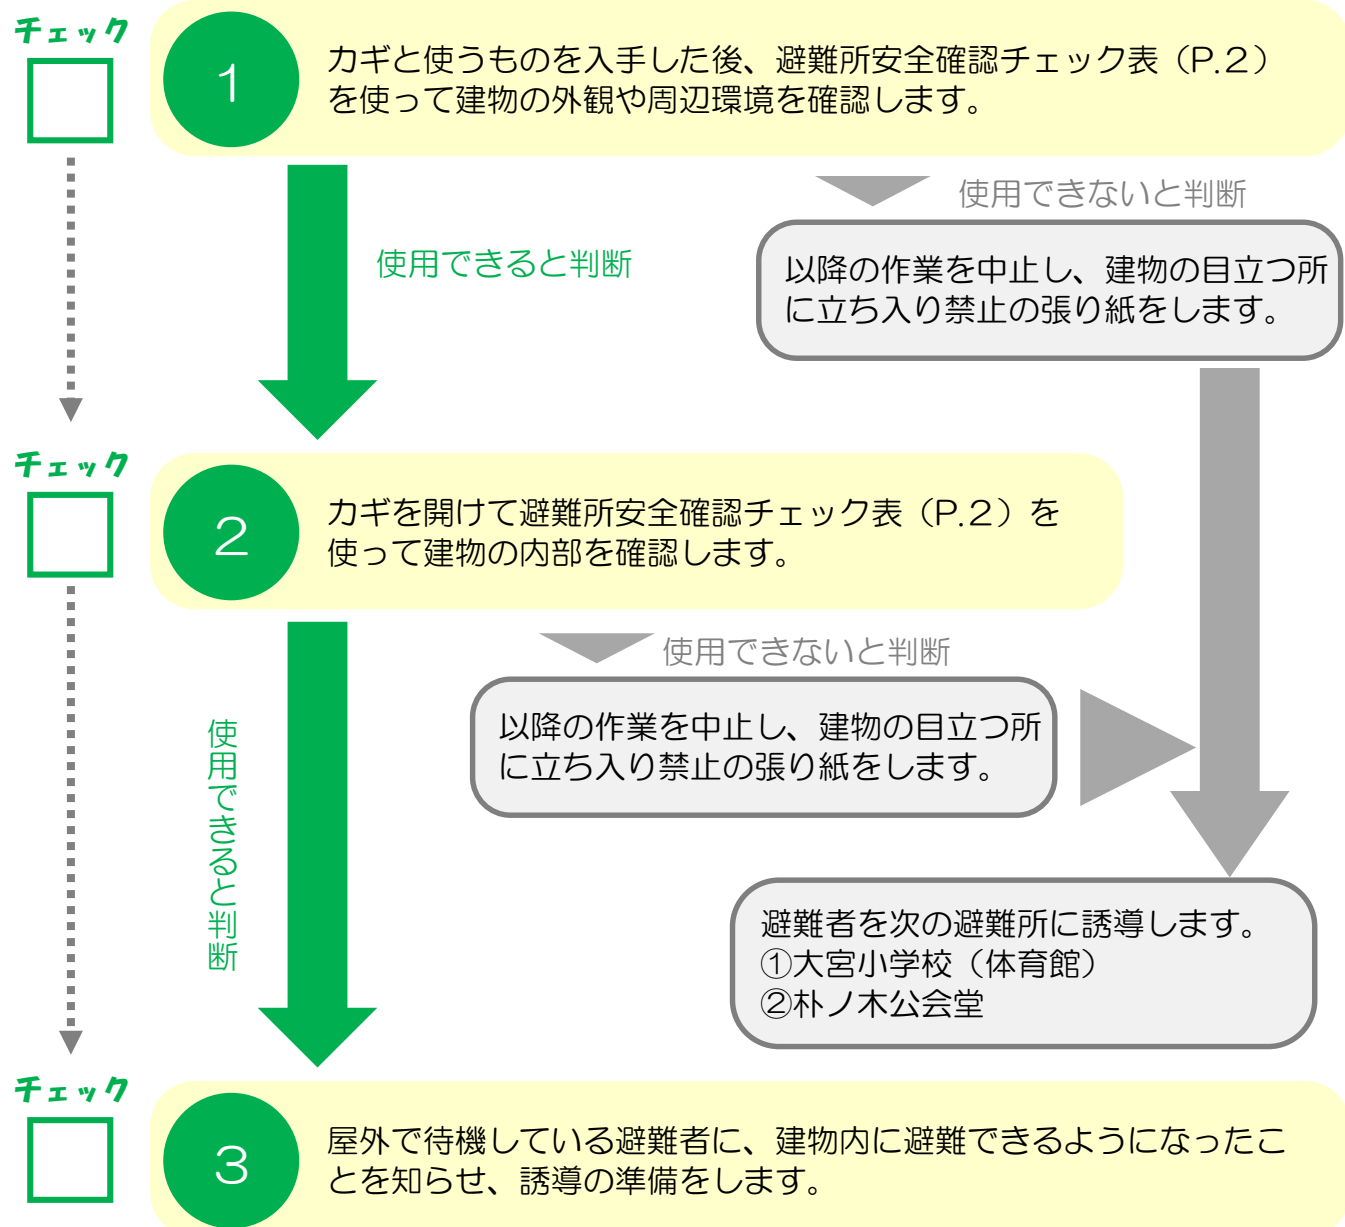 チェック
1
カギと使うものを入手した後、避難所安全確認チェック表（P.2）
を使って建物の外観や周辺環境を確認します。
使用できないと判断
使用できると判断
以降の作業を中止し、建物の目立つ所
に立ち入り禁止の張り紙をします。
チェック
2
カギを開けて避難所安全確認チェック表（P.2）を
使って建物の内部を確認します。
使用できないと判断
以降の作業を中止し、建物の目立つ所
に立ち入り禁止の張り紙をします。
使用できると判断
避難者を次の避難所に誘導します。
①大宮小学校（体育館）
②朴ノ木公会堂
チェック
3
屋外で待機している避難者に、建物内に避難できるようになったこ
とを知らせ、誘導の準備をします。